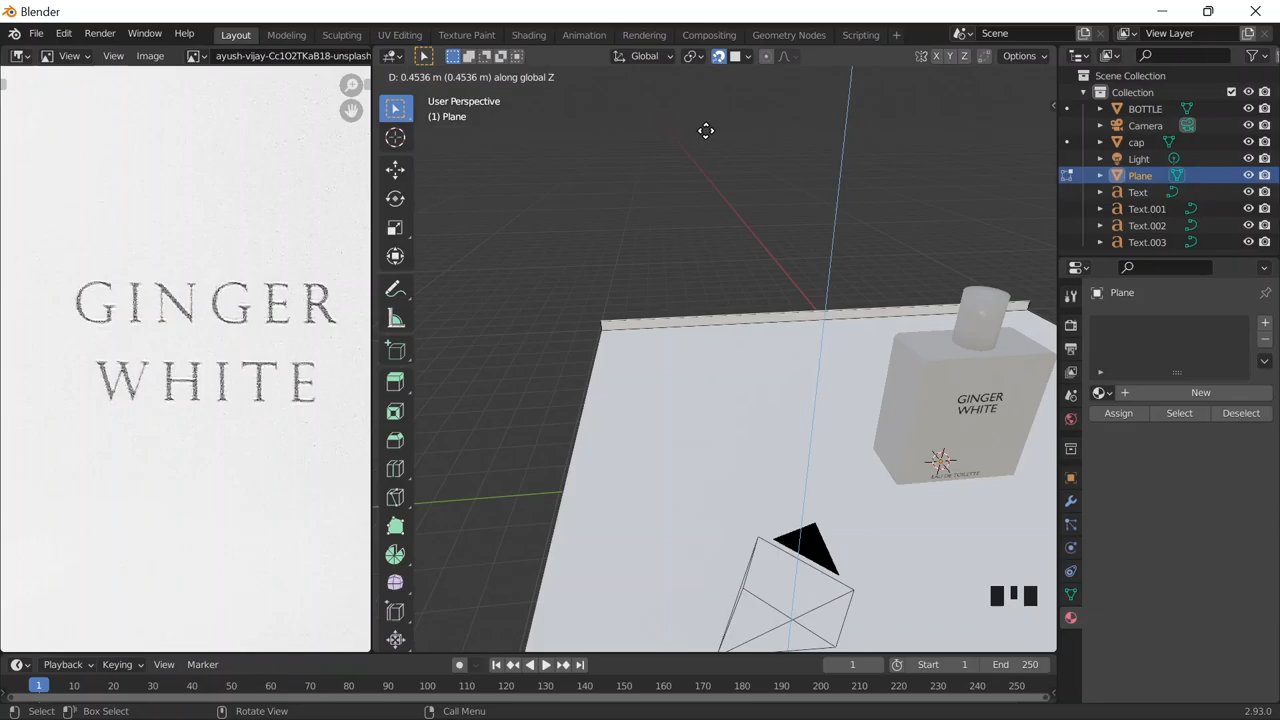 Blender
File
Edit
Render
Window
Help
Layout
Modeling
Sculpting
UV Editing
Texture Paint
Shading
Animation
Rendering
Compositing
Geometry Nodes
Scripting
Scene
View Layer
View
View
Image
ayush-vijay-Cc1O2TKaB18-unsplash
Global
X
Y
Z
Options
D: 0.4536 m (0.4536 m) along global Z
User Perspective
(1) Plane
GINGER
WHITE
GINGER
WHITE
EAU DE TOILETTE
Scene Collection
Collection
BOTTLE
Camera
cap
Light
Plane
Text
Text.001
Text.002
Text.003
Plane
New
Assign
Select
Deselect
Playback
Keying
View
Marker
1
Start
1
End
250
1
10
20
30
40
50
60
70
80
90
100
110
120
130
140
150
160
170
180
190
200
210
220
230
240
250
Select
Box Select
Rotate View
Call Menu
2.93.0